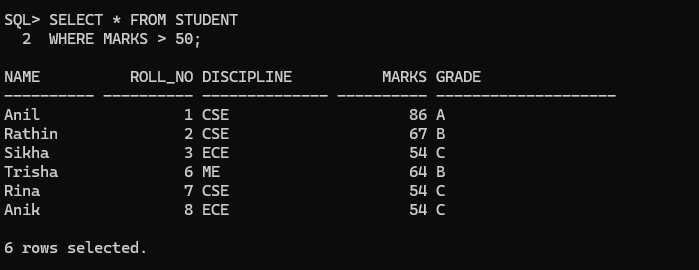 SQL> SELECT * FROM STUDENT
  2  WHERE MARKS > 50;

NAME          ROLL_NO DISCIPLINE          MARKS GRADE
---------- ---------- -------------- ---------- --------------------
Anil                1 CSE                    86 A
Rathin              2 CSE                    67 B
Sikha               3 ECE                    54 C
Trisha              6 ME                     64 B
Rina                7 CSE                    54 C
Anik                8 ECE                    54 C

6 rows selected.